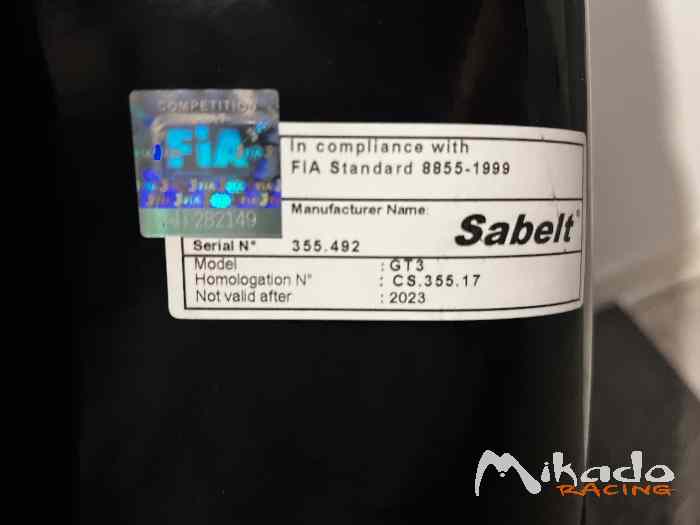 COMPETITION
FIA
282149
In compliance with
FIA Standard 8855-1999
Manufacturer Name:
Sabelt
Serial N° 355.492
Model : GT3
Homologation N° : CS.355.17
Not valid after : 2023
Mikado
RACING